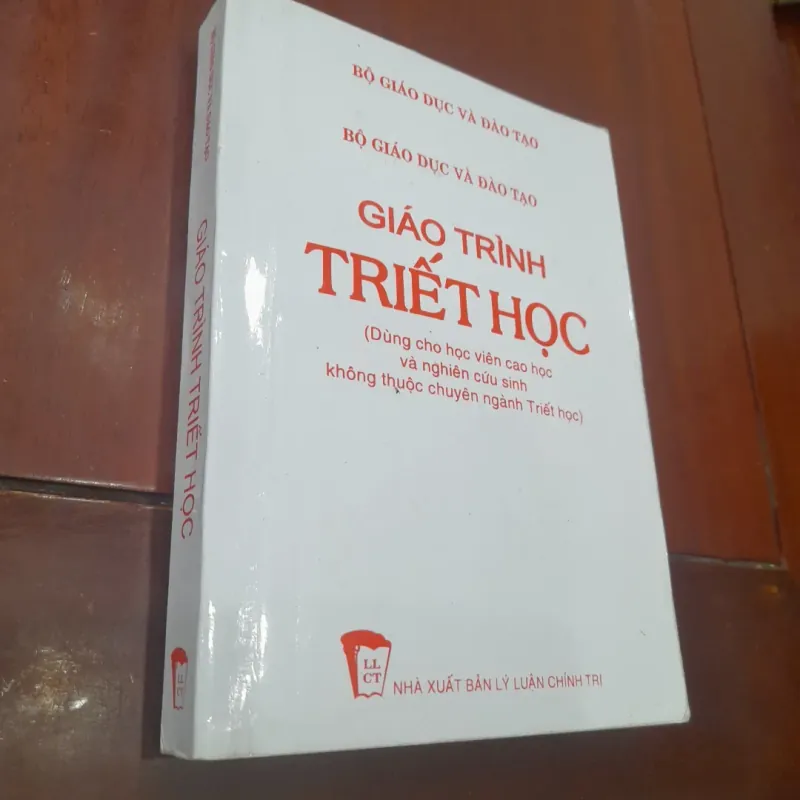 BỘ GIÁO DỤC VÀ ĐÀO TẠO
BỘ GIÁO DỤC VÀ ĐÀO TẠO
GIÁO TRÌNH
TRIẾT HỌC
(Dùng cho học viên cao học
và nghiên cứu sinh
không thuộc chuyên ngành Triết học)
LL
CT
NHÀ XUẤT BẢN LÝ LUẬN CHÍNH TRỊ
GIÁO TRÌNH TRIẾT HỌC